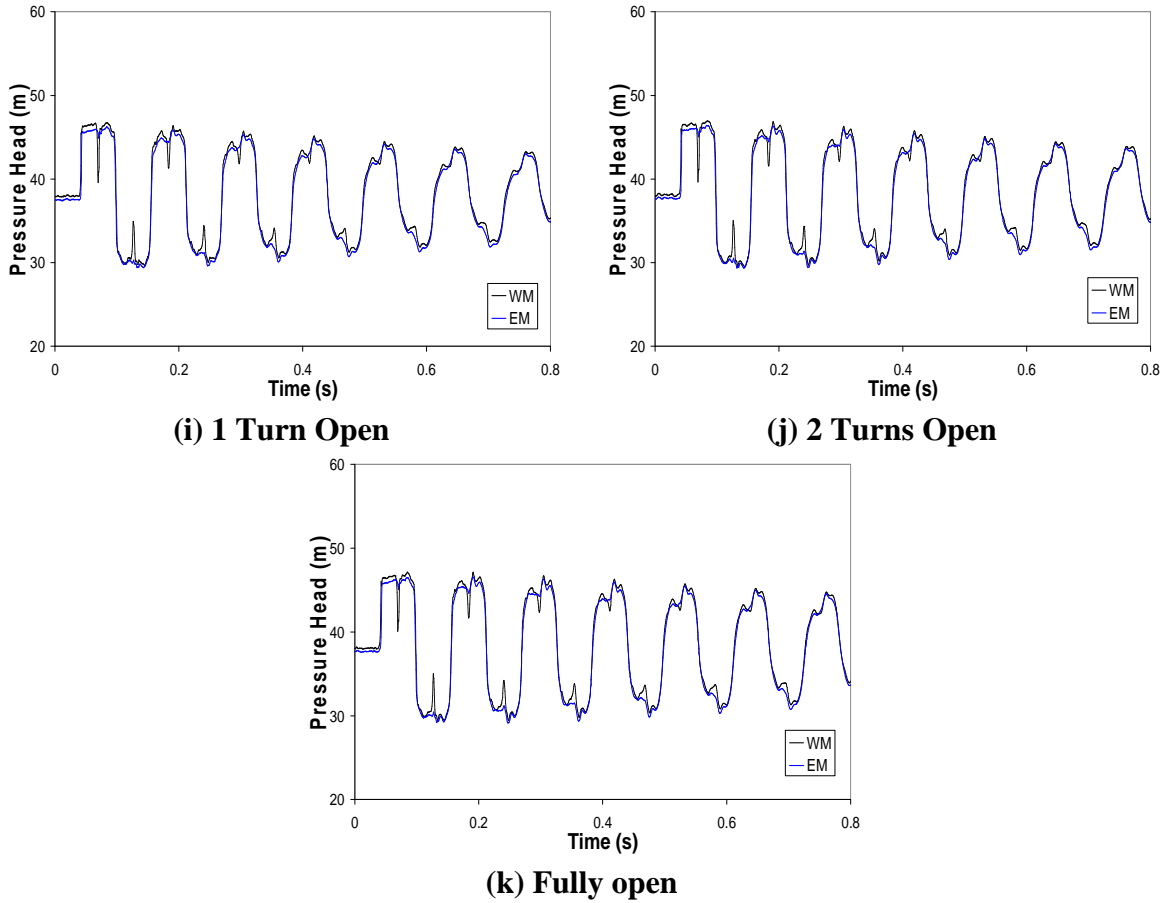 60
50
40
30
20
Pressure Head (m)
0 0.2 0.4 0.6 0.8
Time (s)
WM
EM
(i) 1 Turn Open
60
50
40
30
20
Pressure Head (m)
0 0.2 0.4 0.6 0.8
Time (s)
WM
EM
(j) 2 Turns Open
60
50
40
30
20
Pressure Head (m)
0 0.2 0.4 0.6 0.8
Time (s)
WM
EM
(k) Fully open